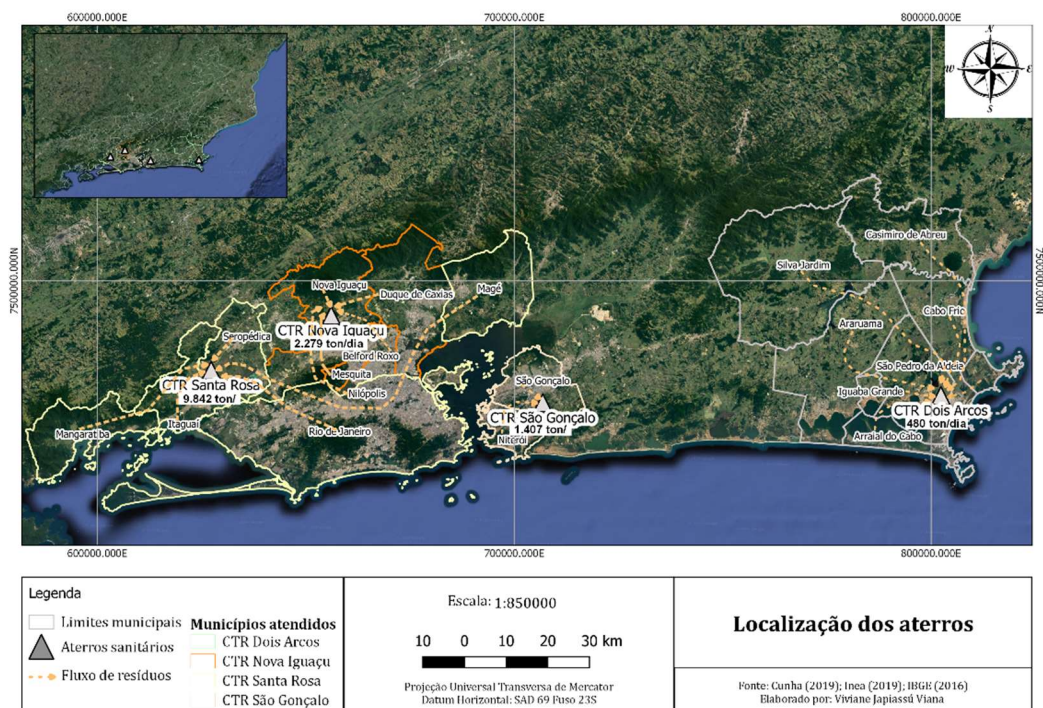 600000.000E
700000.000E
800000.000E
N
W
E
S
7500000.000N
7500000.000N
Casimiro de Abreu
Silva Jardim
Nova Iguaçu
Duque de Caxias
Magé
Cabo Frio
Araruama
CTR Nova Iguaçu
2.279 ton/dia
Seropédica
Belford Roxo
Mesquita
São Pedro da Aldeia
CTR Santa Rosa
9.842 ton/
Nilópolis
São Gonçalo
Iguaba Grande
CTR Dois Arcos
480 ton/dia
Itaguaí
CTR São Gonçalo
1.407 ton/
Mangaratiba
Rio de Janeiro
Niterói
Arraial do Cabo
600000.000E
700000.000E
800000.000E
Legenda
Limites municipais
Aterros sanitários
Fluxo de resíduos
Municípios atendidos
CTR Dois Arcos
CTR Nova Iguaçu
CTR Santa Rosa
CTR São Gonçalo
Escala: 1:850000
10 0 10 20 30 km
Projeção Universal Transversa de Mercator
Datum Horizontal: SAD 69 Fuso 23S
Localização dos aterros
Fonte: Cunha (2019); Inea (2019); IBGE (2016)
Elaborado por: Viviane Japiassú Viana